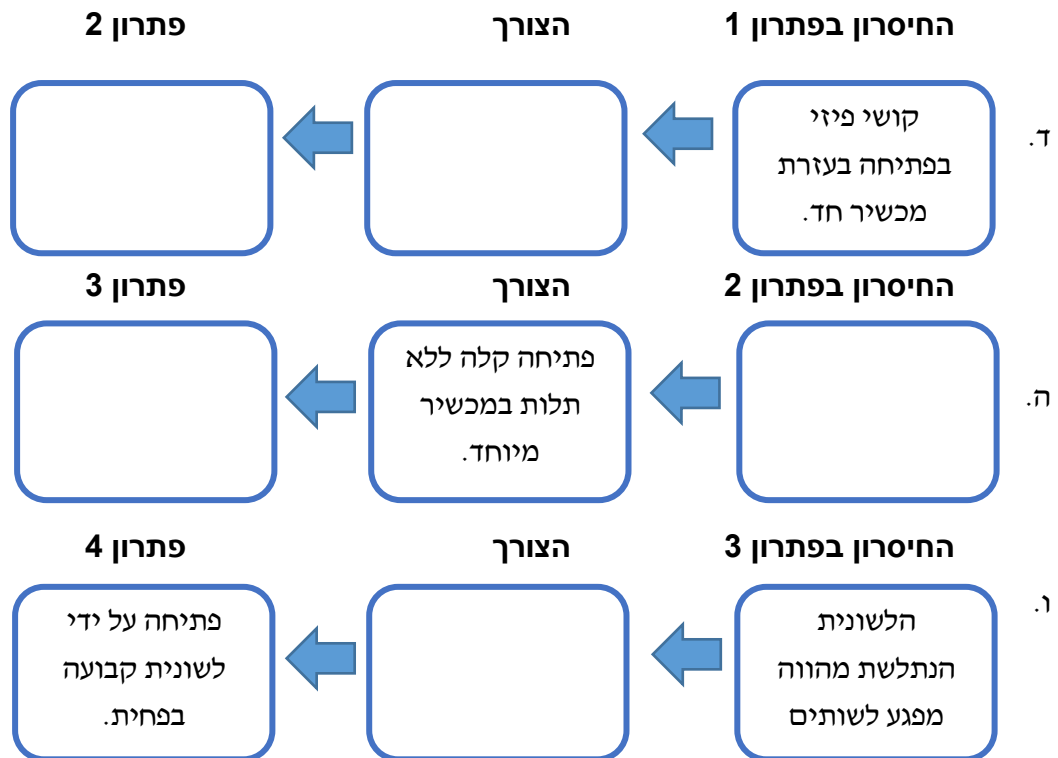 החיסרון בפתרון 1 הצורך פתרון 2
ד.
קושי פיזי
בפתיחה בעזרת
מכשיר חד.
החיסרון בפתרון 2 הצורך פתרון 3
ה.
פתיחה קלה ללא
תלות במכשיר
מיוחד.
החיסרון בפתרון 3 הצורך פתרון 4
ו.
הלשונית
הנתלשת מהווה
מפגע לשותים
פתיחה על ידי
לשונית קבועה
בפחית.